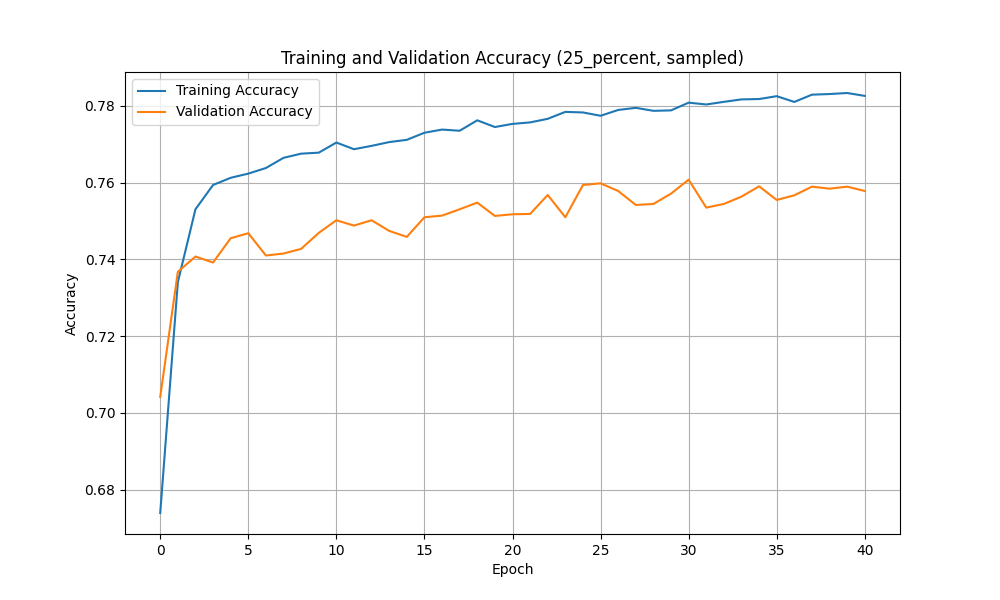 Training and Validation Accuracy (25_percent, sampled)
Training Accuracy
Validation Accuracy
0.78
0.76
0.74
0.72
0.70
0.68
Accuracy
0 5 10 15 20 25 30 35 40
Epoch